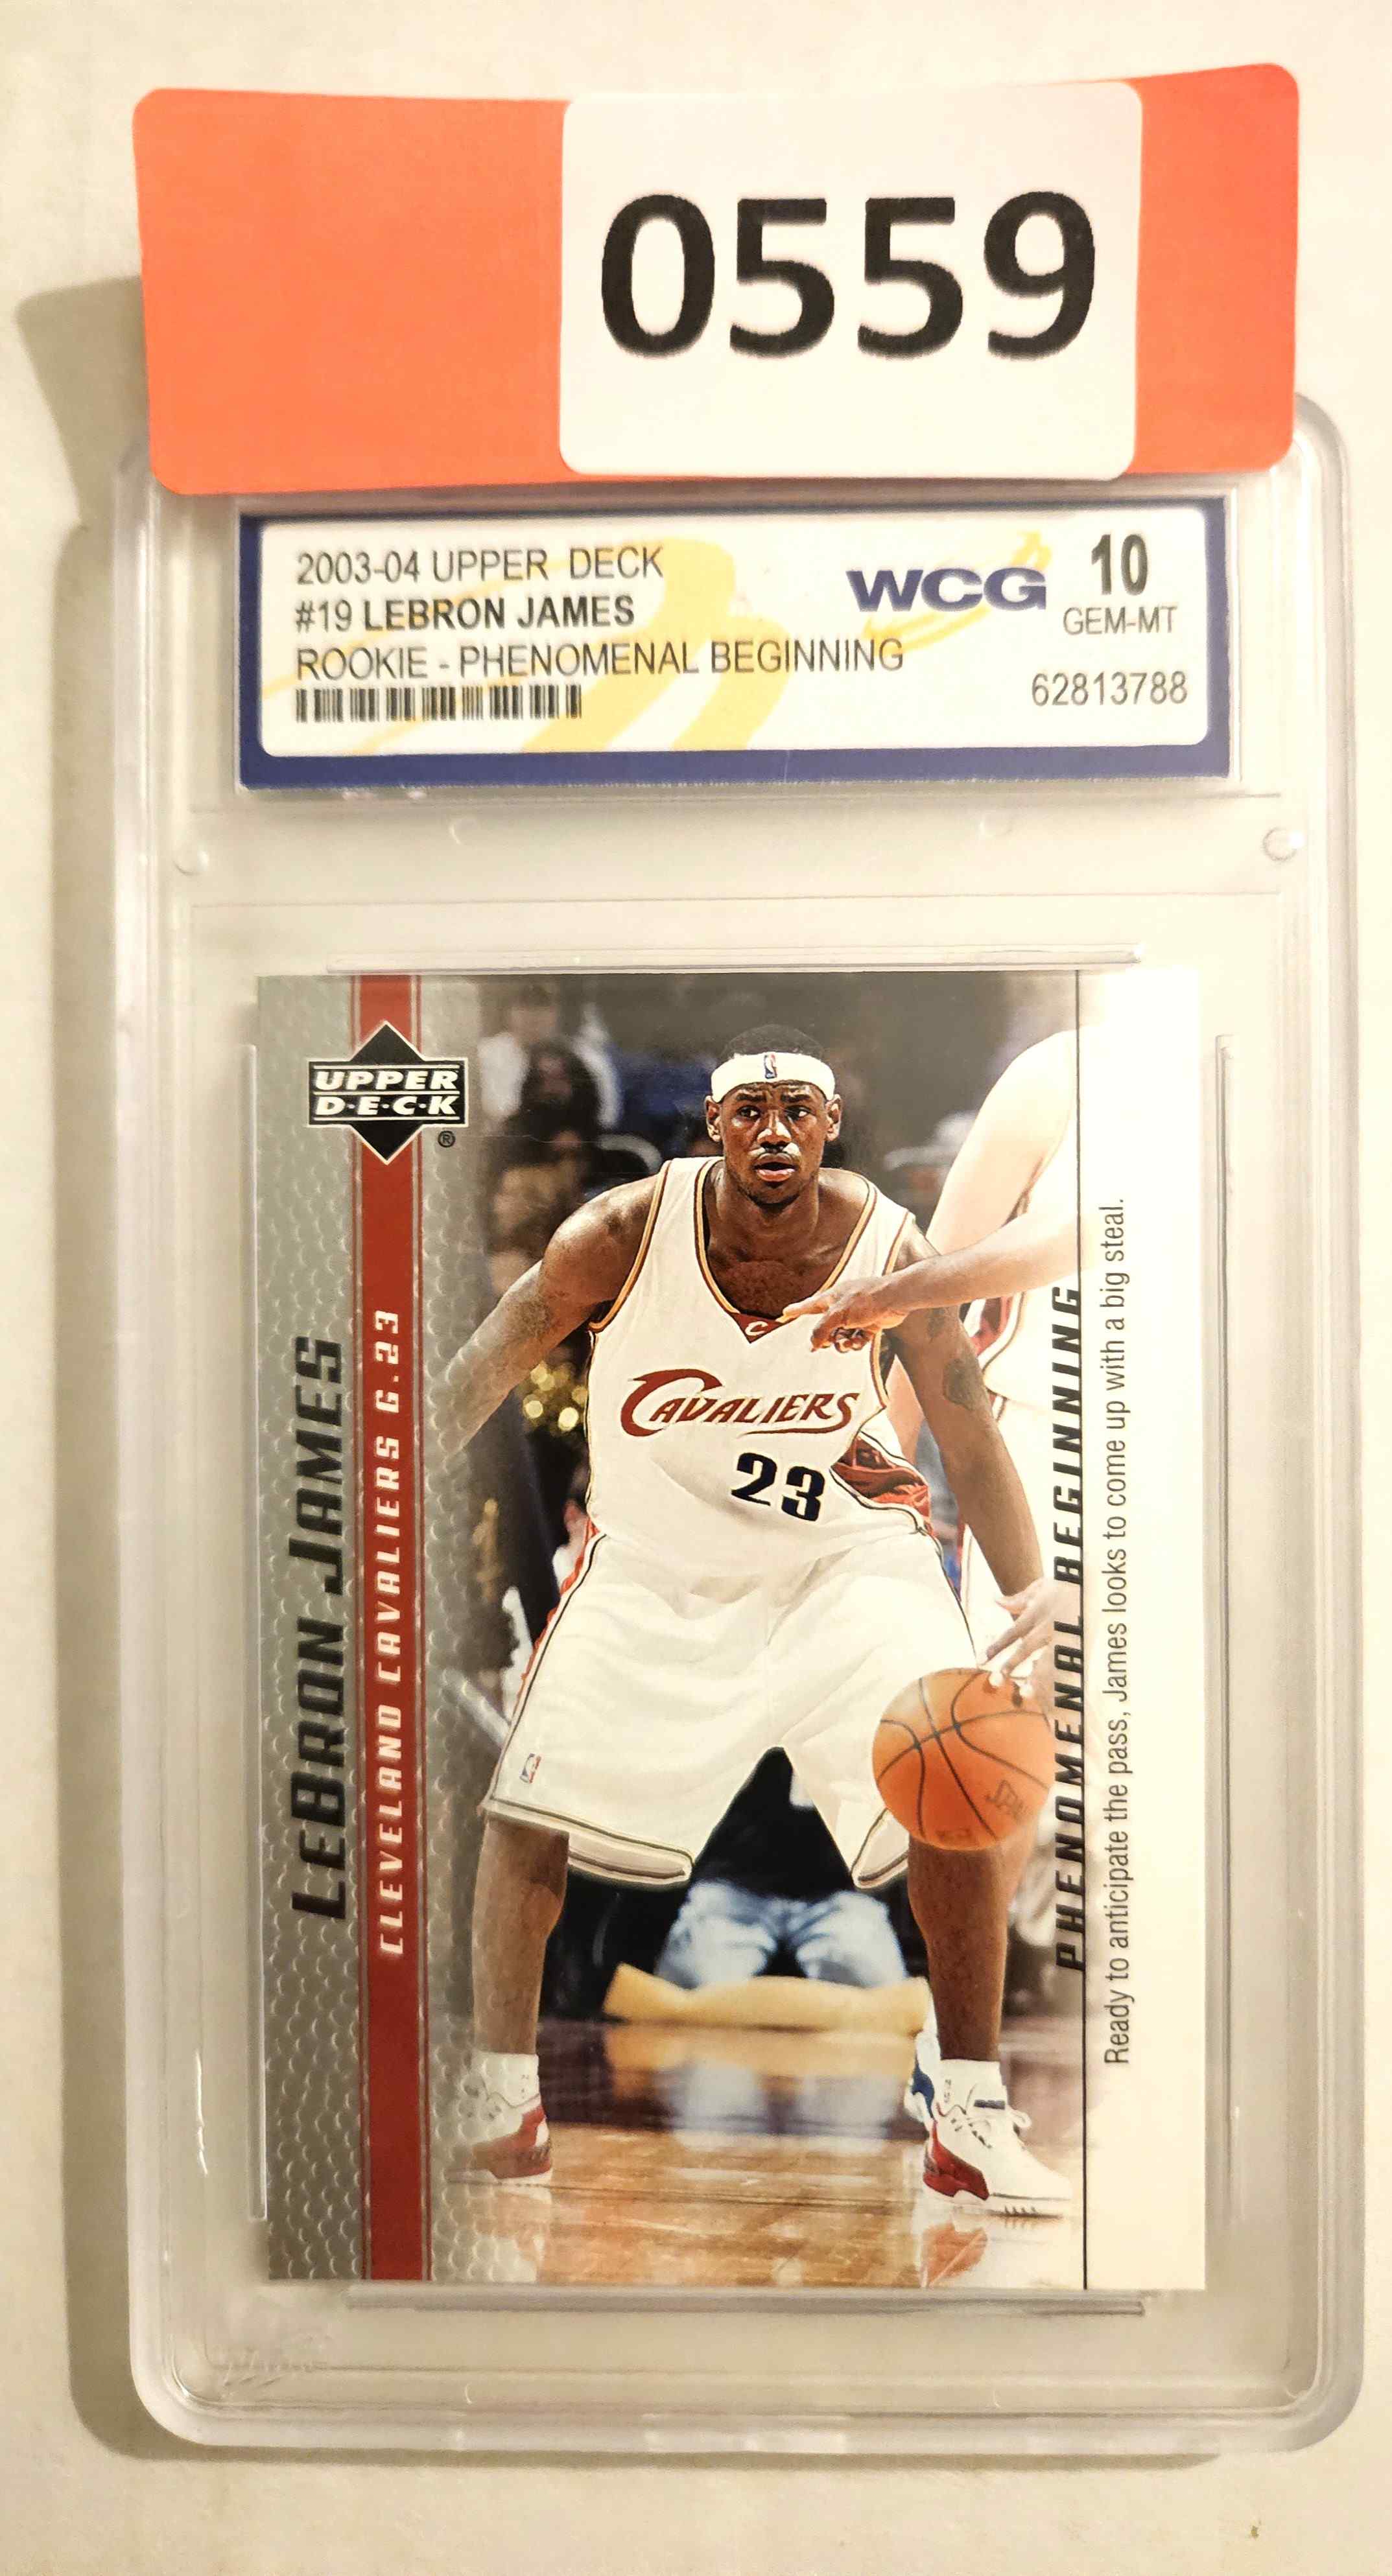 0559
2003-04 UPPER DECK
#19 LEBRON JAMES
ROOKIE - PHENOMENAL BEGINNING
WCG
10
GEM-MT
62813788
UPPER
D·E·C·K
®
LEBRON JAMES
CLEVELAND CAVALIERS G.23
C
CAVALIERS
23
PHENOMENAL BEGINNING
Ready to anticipate the pass, James looks to come up with a big steal.